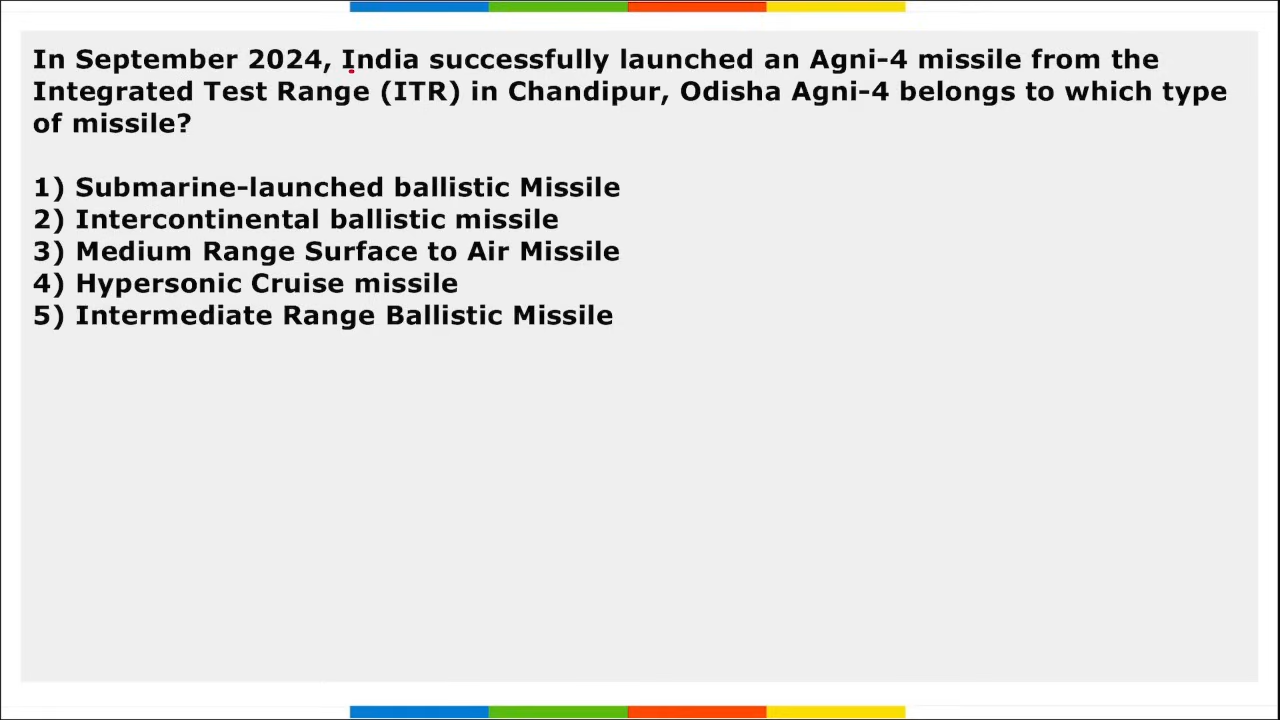 In September 2024, India successfully launched an Agni-4 missile from the
Integrated Test Range (ITR) in Chandipur, Odisha Agni-4 belongs to which type
of missile?
1) Submarine-launched ballistic Missile
2) Intercontinental ballistic missile
3) Medium Range Surface to Air Missile
4) Hypersonic Cruise missile
5) Intermediate Range Ballistic Missile